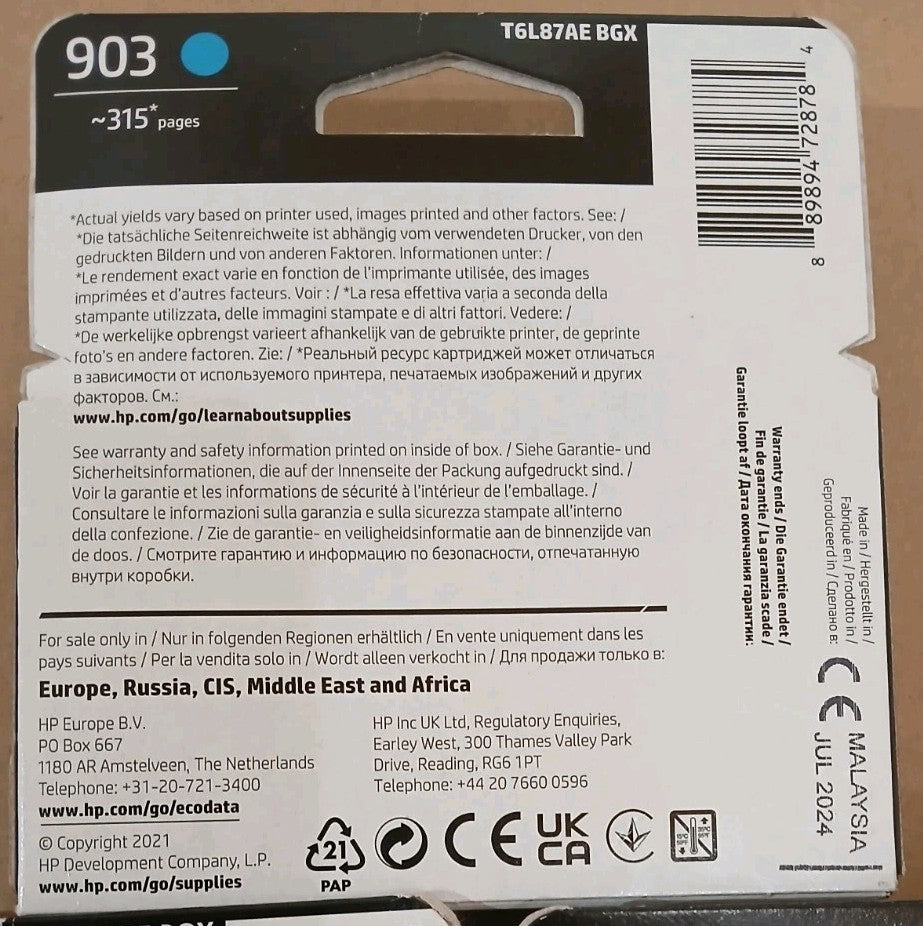 903
T6L87AE BGX
~315* pages
*Actual yields vary based on printer used, images printed and other factors. See: /
*Die tatsächliche Seitenreichweite ist abhängig vom verwendeten Drucker, von den
gedruckten Bildern und von anderen Faktoren. Informationen unter: /
*Le rendement exact varie en fonction de l'imprimante utilisée, des images
imprimées et d'autres facteurs. Voir : / *La resa effettiva varia a seconda della
stampante utilizzata, delle immagini stampate e di altri fattori. Vedere: /
*De werkelijke opbrengst varieert afhankelijk van de gebruikte printer, de geprinte
foto's en andere factoren. Zie: / *Реальный ресурс картриджей может отличаться
в зависимости от используемого принтера, печатаемых изображений и других
факторов. См.:
www.hp.com/go/learnaboutsupplies
See warranty and safety information printed on inside of box. / Siehe Garantie- und
Sicherheitsinformationen, die auf der Innenseite der Packung aufgedruckt sind. /
Voir la garantie et les informations de sécurité à l'intérieur de l'emballage. /
Consultare le informazioni sulla garanzia e sulla sicurezza stampate all'interno
della confezione. / Zie de garantie- en veiligheidsinformatie aan de binnenzijde van
de doos. / Смотрите гарантию и информацию по безопасности, отпечатанную
внутри коробки.
For sale only in / Nur in folgenden Regionen erhältlich / En vente uniquement dans les
pays suivants / Per la vendita solo in / Wordt alleen verkocht in / Для продажи только в:
Europe, Russia, CIS, Middle East and Africa
HP Europe B.V.
PO Box 667
1180 AR Amstelveen, The Netherlands
Telephone: +31-20-721-3400
www.hp.com/go/ecodata
© Copyright 2021
HP Development Company, L.P.
www.hp.com/go/supplies
HP Inc UK Ltd, Regulatory Enquiries,
Earley West, 300 Thames Valley Park
Drive, Reading, RG6 1PT
Telephone: +44 20 7660 0596
21
PAP
CE
UK
CA
8 89894 72878 4
Warranty ends / Die Garantie endet /
Fin de garantie / La garanzia scade /
Garantie loopt af / Дата окончания гарантии:
Made in / Hergestellt in /
Fabriqué en / Prodotto in /
Geproduceerd in / Сделано в:
CE
MALAYSIA
JUL 2024